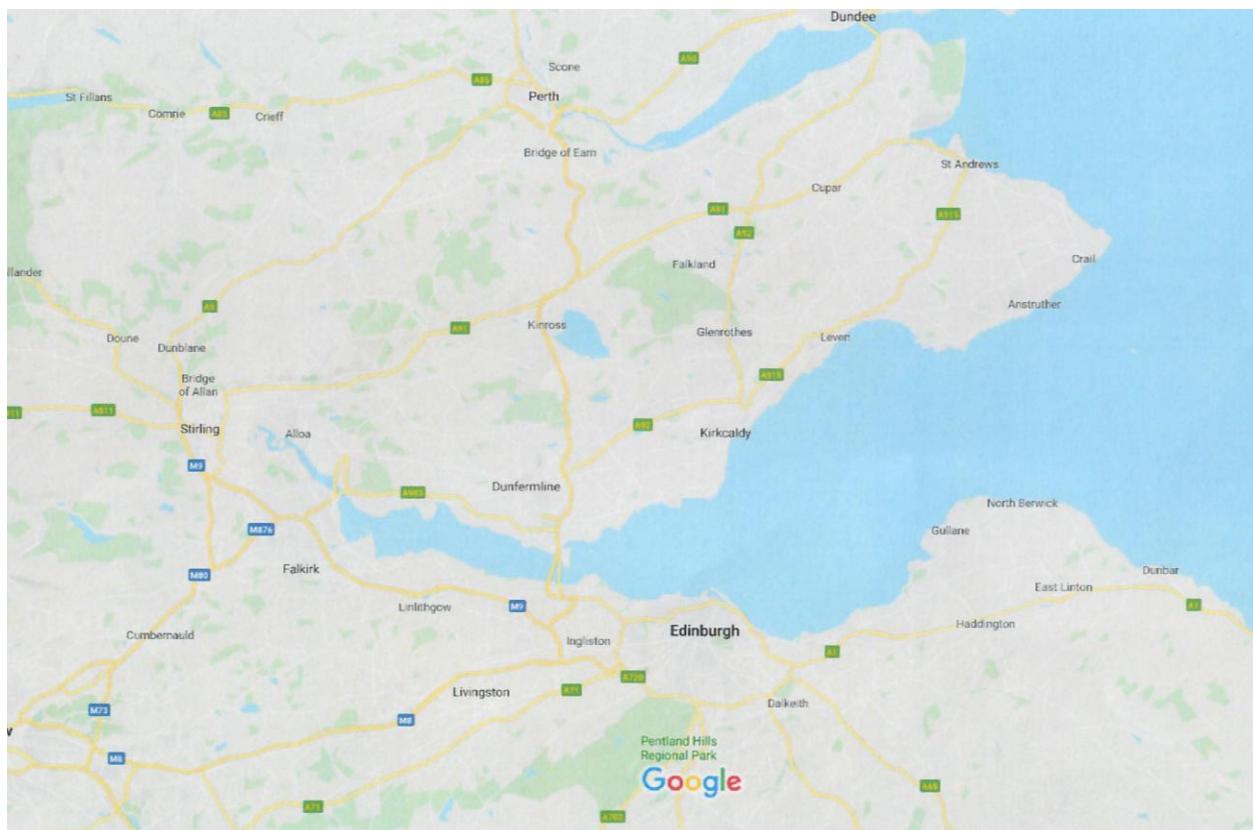 Dundee
Scone
A90
A85
Perth
St Fillans
Comrie
A85
Crieff
Bridge of Earn
St Andrews
Cupar
A91
A915
A92
Falkland
Crail
llander
Anstruther
A9
Kinross
A91
Glenrothes
Leven
Doune
Dunblane
A915
Bridge
of Allan
A811
Stirling
Alloa
A92
Kirkcaldy
M9
Dunfermline
A985
North Berwick
M876
Gullane
Falkirk
M80
Dunbar
East Linton
Linlithgow
M9
A1
Haddington
Cumbernauld
Edinburgh
Ingliston
A1
A720
Livingston
A71
Dalkeith
M73
M8
Pentland Hills
Regional Park
M8
Google
A68
A71
A702